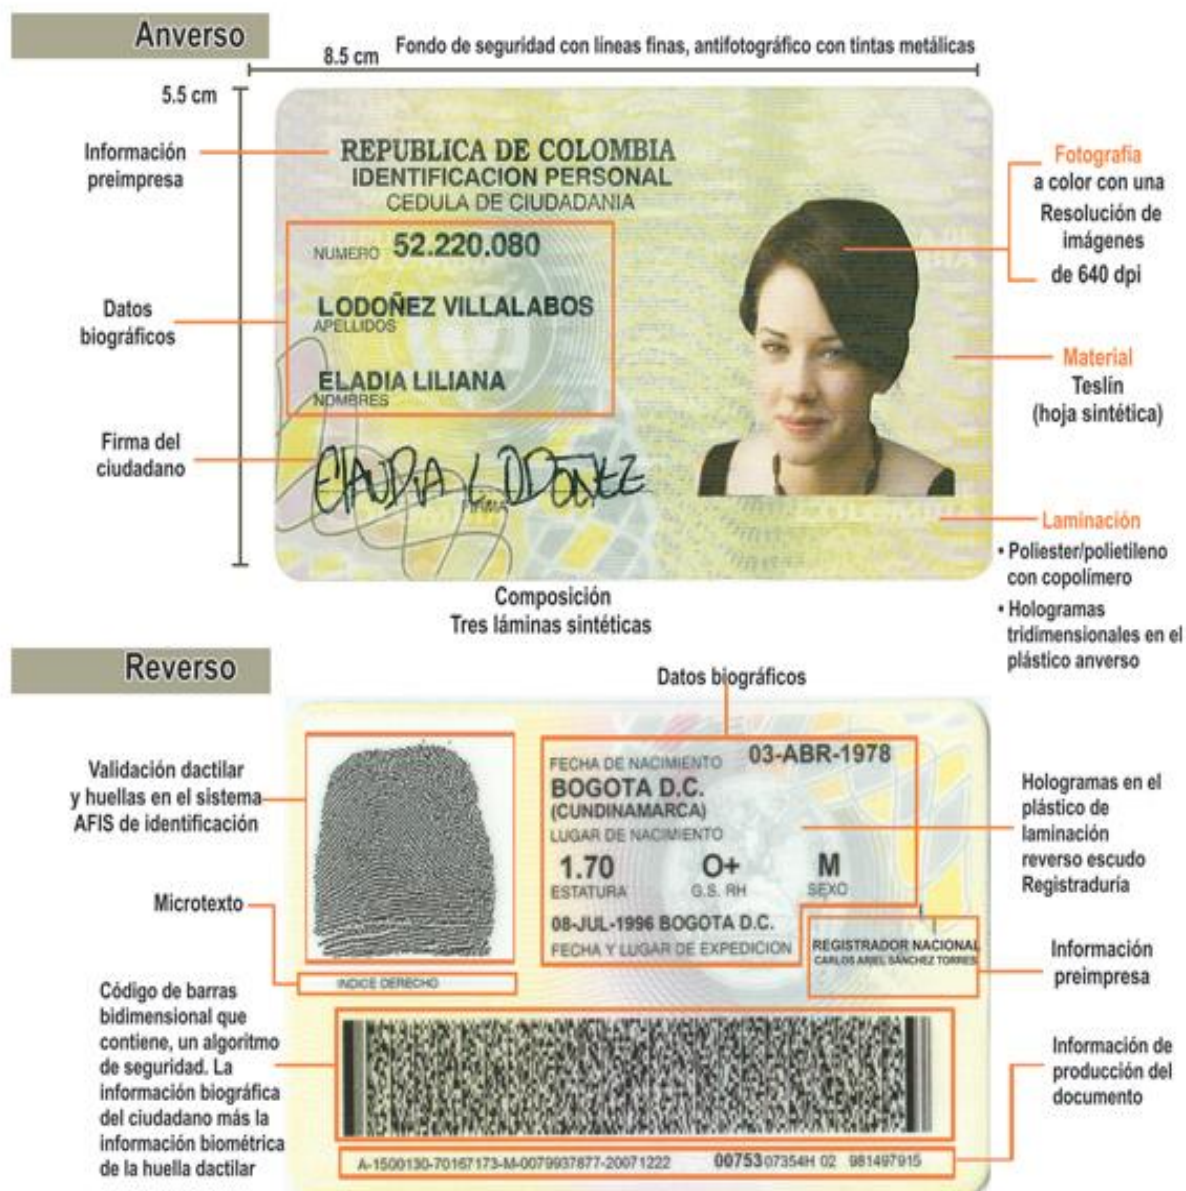 Anverso
8.5 cm
Fondo de seguridad con líneas finas, antifotográfico con tintas metálicas
5.5 cm
Información
preimpresa
REPUBLICA DE COLOMBIA
IDENTIFICACION PERSONAL
CEDULA DE CIUDADANIA
NUMERO 52.220.080
LODOÑEZ VILLALABOS
APELLIDOS
ELADIA LILIANA
NOMBRES
Datos
biográficos
Firma del
ciudadano
ClAUDiA LODOÑEZ
FIRMA
Fotografía
a color con una
Resolución de
imágenes
de 640 dpi
Material
Teslín
(hoja sintética)
Laminación
• Poliester/polietileno
con copolímero
• Hologramas
tridimensionales en el
plástico anverso
Composición
Tres láminas sintéticas
Reverso
Datos biográficos
Validación dactilar
y huellas en el sistema
AFIS de identificación
Microtexto
INDICE DERECHO
FECHA DE NACIMIENTO 03-ABR-1978
BOGOTA D.C.
(CUNDINAMARCA)
LUGAR DE NACIMIENTO
1.70 O+ M
ESTATURA G.S. RH SEXO
08-JUL-1996 BOGOTA D.C.
FECHA Y LUGAR DE EXPEDICION
REGISTRADOR NACIONAL
CARLOS ARIEL SÁNCHEZ TORRES
Hologramas en el
plástico de
laminación
reverso escudo
Registraduría
Información
preimpresa
Código de barras
bidimensional que
contiene, un algoritmo
de seguridad. La
información biográfica
del ciudadano más la
información biométrica
de la huella dactilar
Información de
producción del
documento
A-1500130-70167173-M-0079937877-20071222 00753 07354H 02 981497915